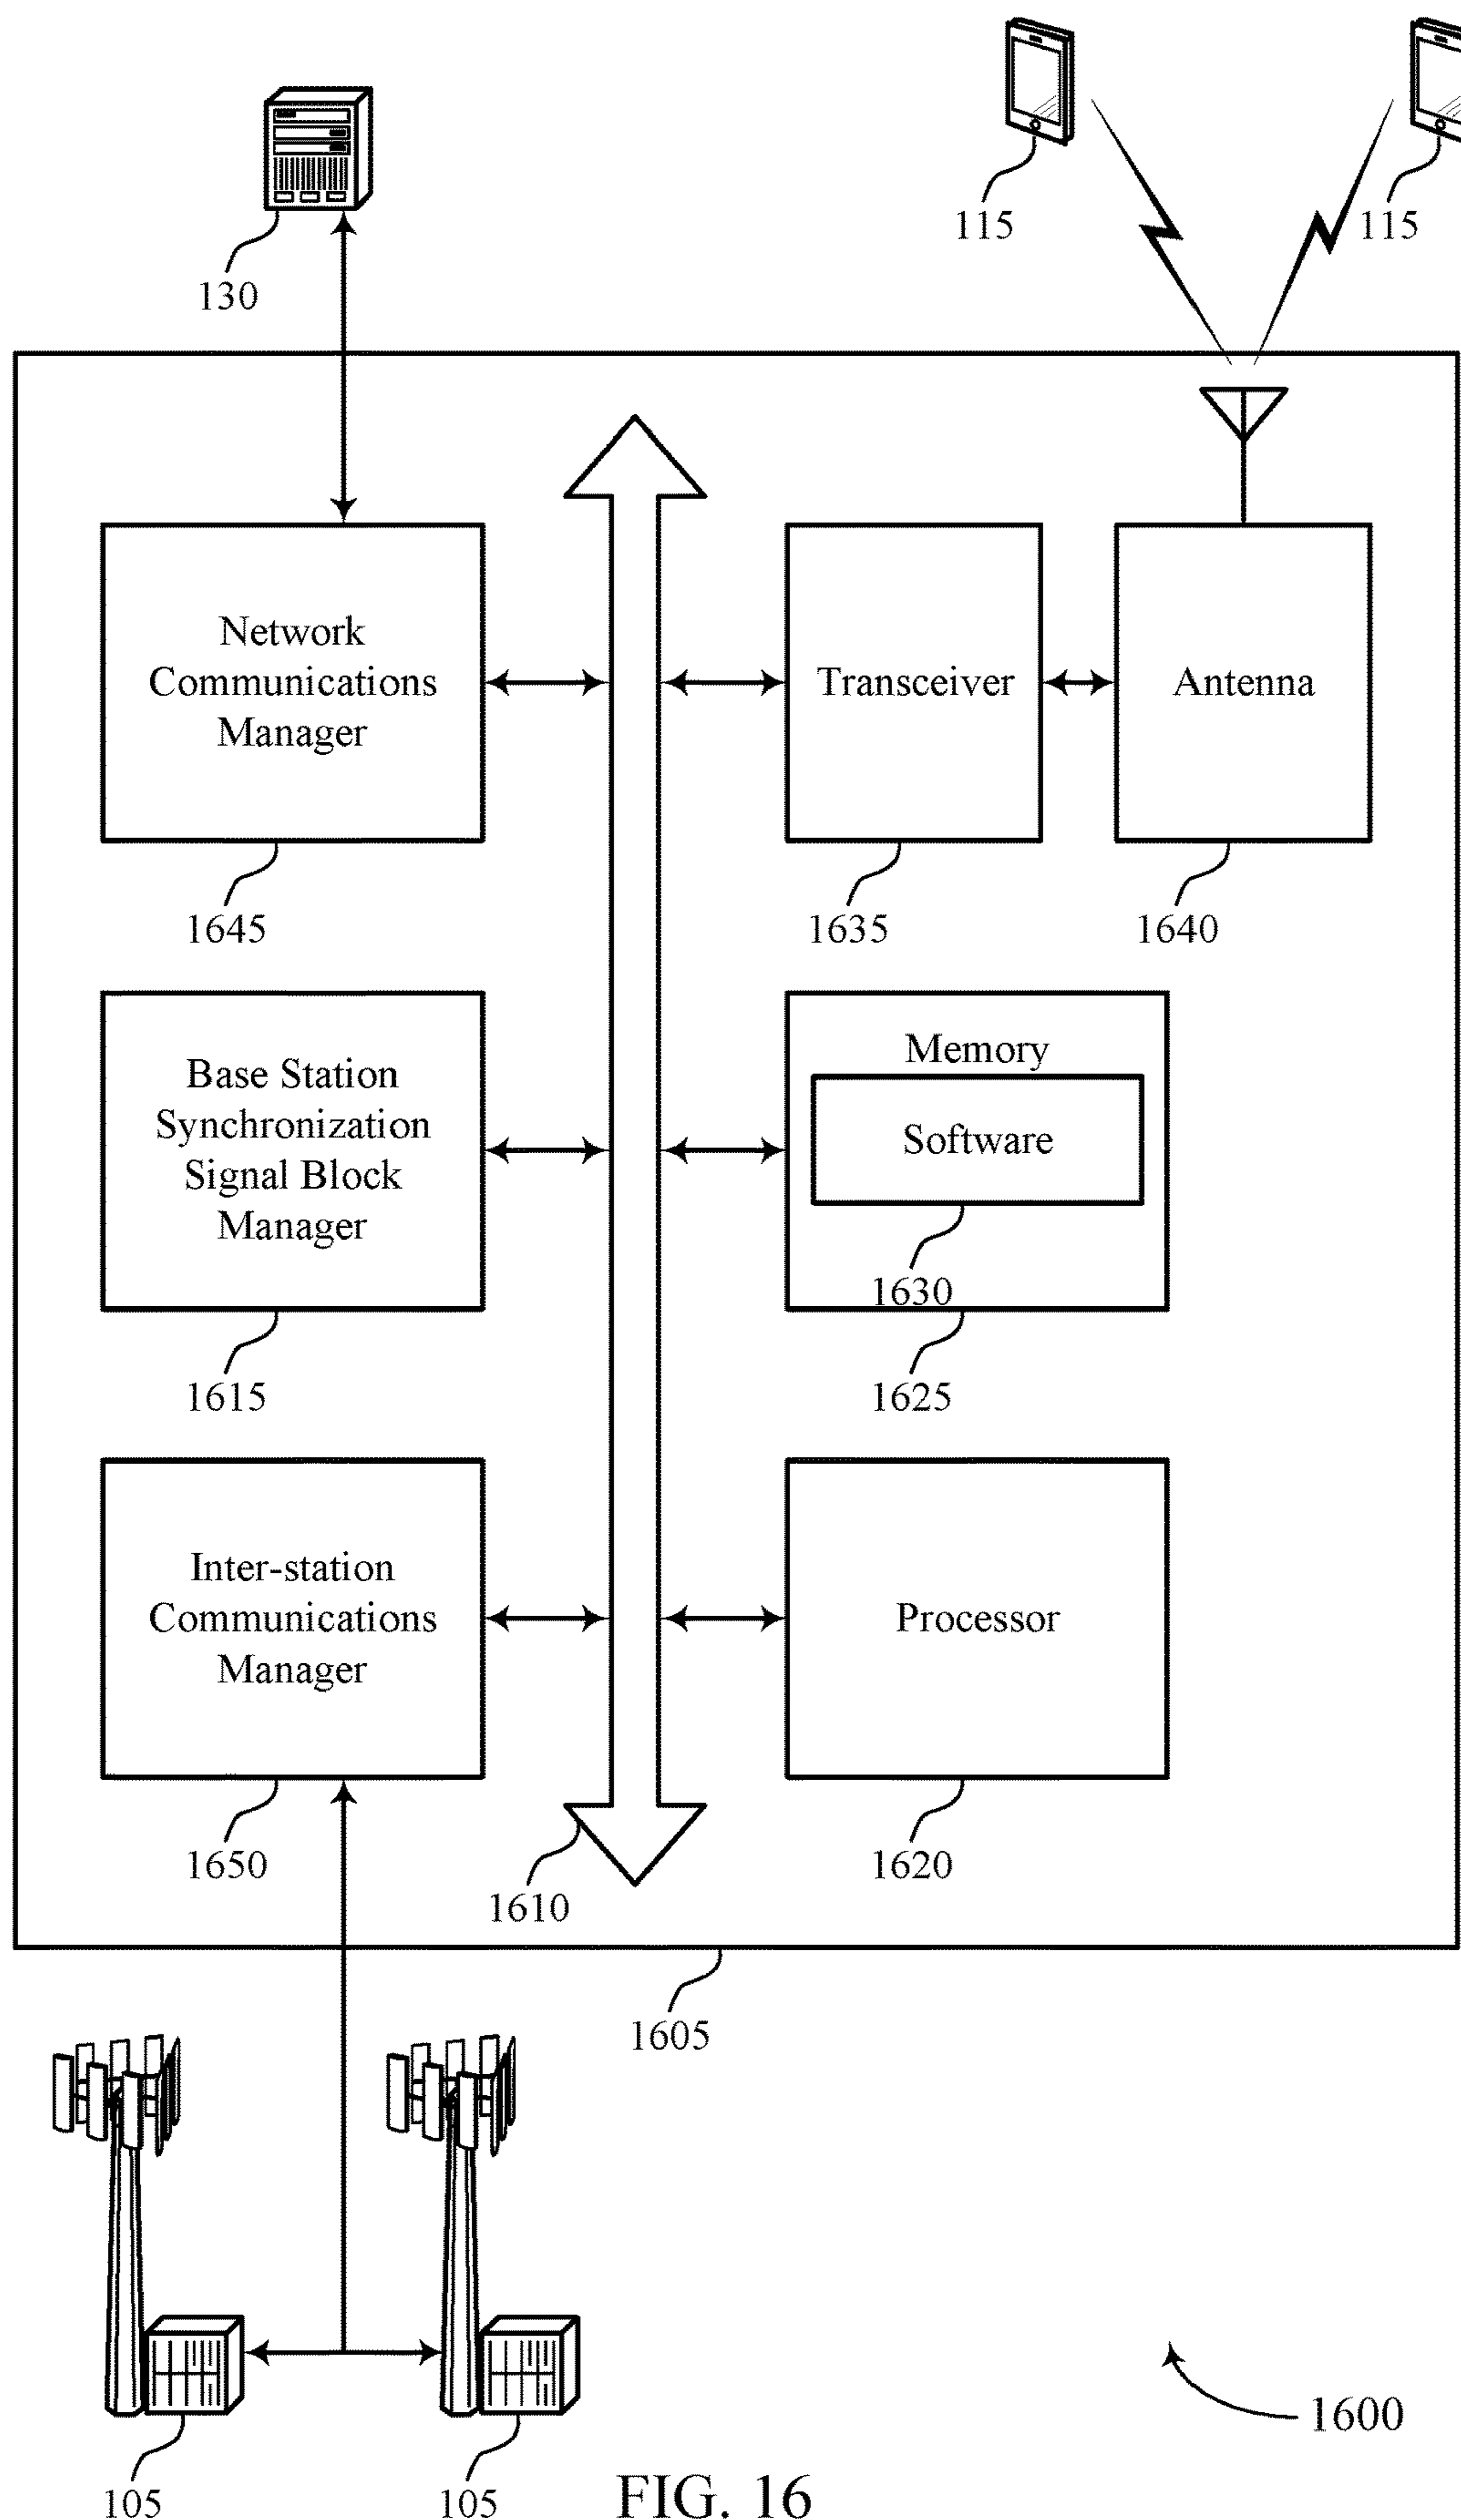 115
115
130
Network
Communications
Manager
1645
Transceiver
1635
Antenna
1640
Base Station
Synchronization
Signal Block
Manager
1615
Memory
Software
1630
1625
Inter-station
Communications
Manager
1650
1610
Processor
1620
1605
105
105
1600
FIG. 16